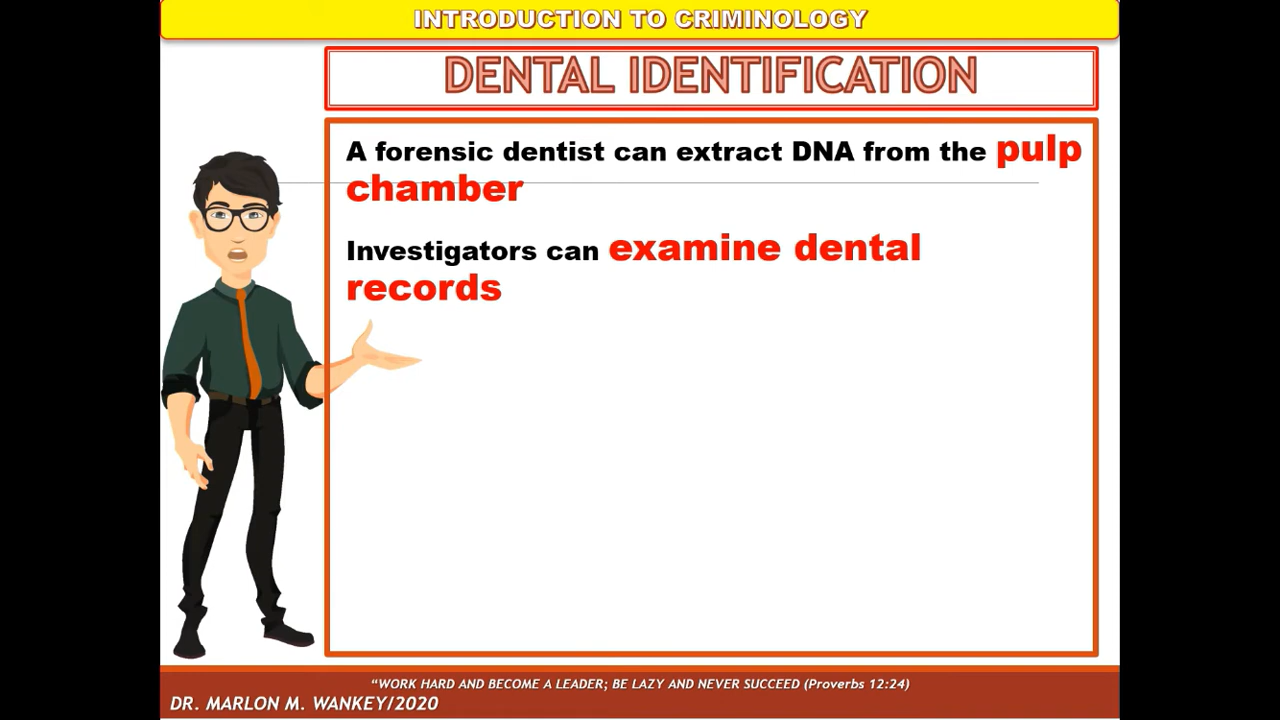 INTRODUCTION TO CRIMINOLOGY
DENTAL IDENTIFICATION
A forensic dentist can extract DNA from the pulp
chamber
Investigators can examine dental
records
“WORK HARD AND BECOME A LEADER; BE LAZY AND NEVER SUCCEED (Proverbs 12:24)
DR. MARLON M. WANKEY/2020